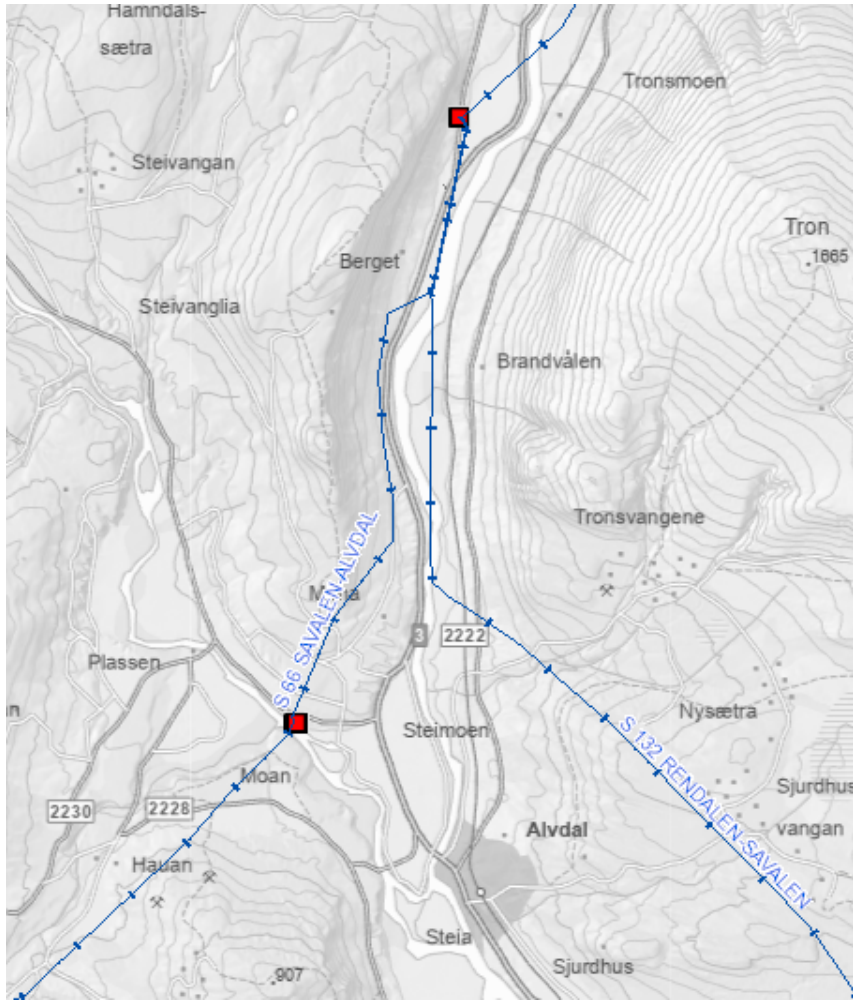 Hamndals-
sætra
Tronsmoen
Steivangan
Tron
1665
Berget
Steivanglia
Brandvålen
Tronsvangene
S 66 SAVALEN-ALVDAL
3
2222
Plassen
Nysætra
Steimoen
S 132 RENDALEN-SAVALEN
Moan
Sjurdhus
vangan
2230
2228
Alvdal
Hauan
Steia
Sjurdhus
907